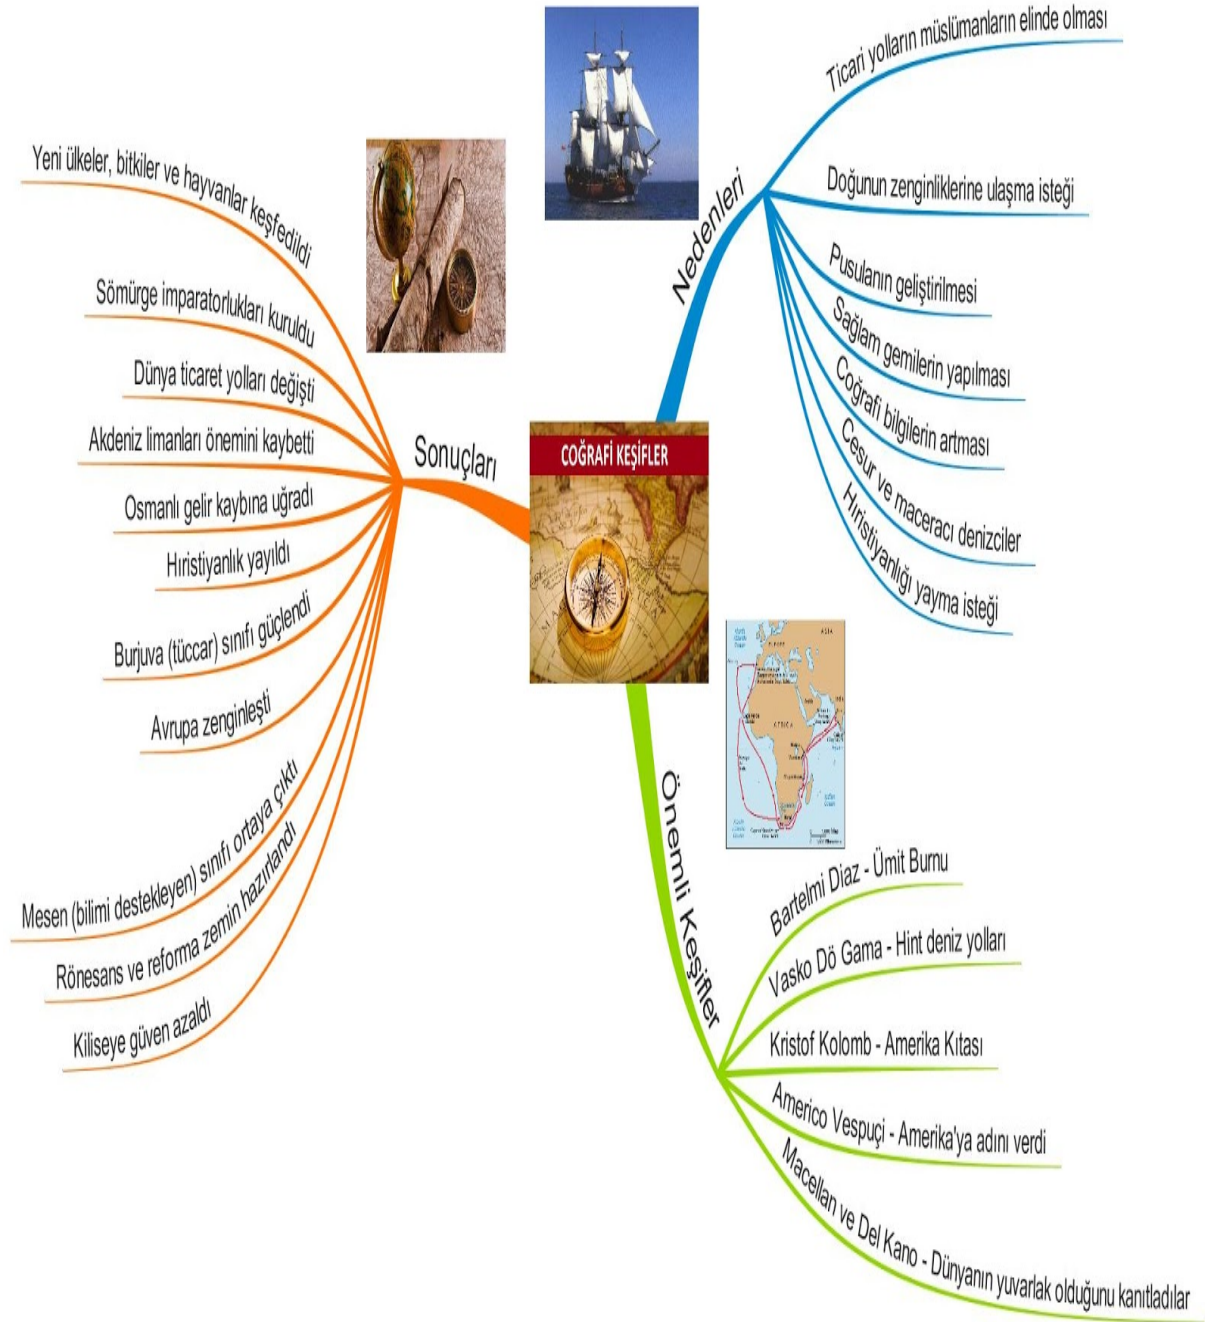 COĞRAFİ KEŞİFLER
Nedenleri
Ticari yolların müslümanların elinde olması
Doğunun zenginliklerine ulaşma isteği
Pusulanın geliştirilmesi
Sağlam gemilerin yapılması
Coğrafi bilgilerin artması
Cesur ve maceracı denizciler
Hıristiyanlığı yayma isteği
Önemli Keşifler
Bartelmi Diaz - Ümit Burnu
Vasko Dö Gama - Hint deniz yolları
Kristof Kolomb - Amerika Kıtası
Americo Vespuçi - Amerika'ya adını verdi
Macellan ve Del Kano - Dünyanın yuvarlak olduğunu kanıtladılar
Sonuçları
Yeni ülkeler, bitkiler ve hayvanlar keşfedildi
Sömürge imparatorlukları kuruldu
Dünya ticaret yolları değişti
Akdeniz limanları önemini kaybetti
Osmanlı gelir kaybına uğradı
Hıristiyanlık yayıldı
Burjuva (tüccar) sınıfı güçlendi
Avrupa zenginleşti
Mesen (bilimi destekleyen) sınıfı ortaya çıktı
Rönesans ve reforma zemin hazırlandı
Kiliseye güven azaldı
ASIA